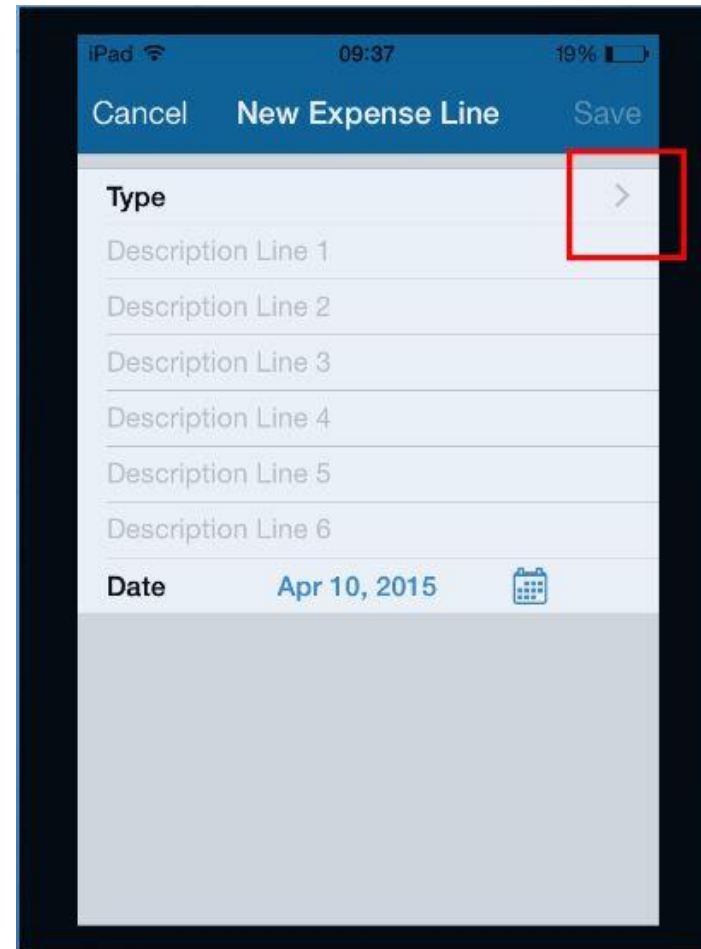 iPad 09:37 19%
Cancel New Expense Line Save
Type >
Description Line 1
Description Line 2
Description Line 3
Description Line 4
Description Line 5
Description Line 6
Date Apr 10, 2015